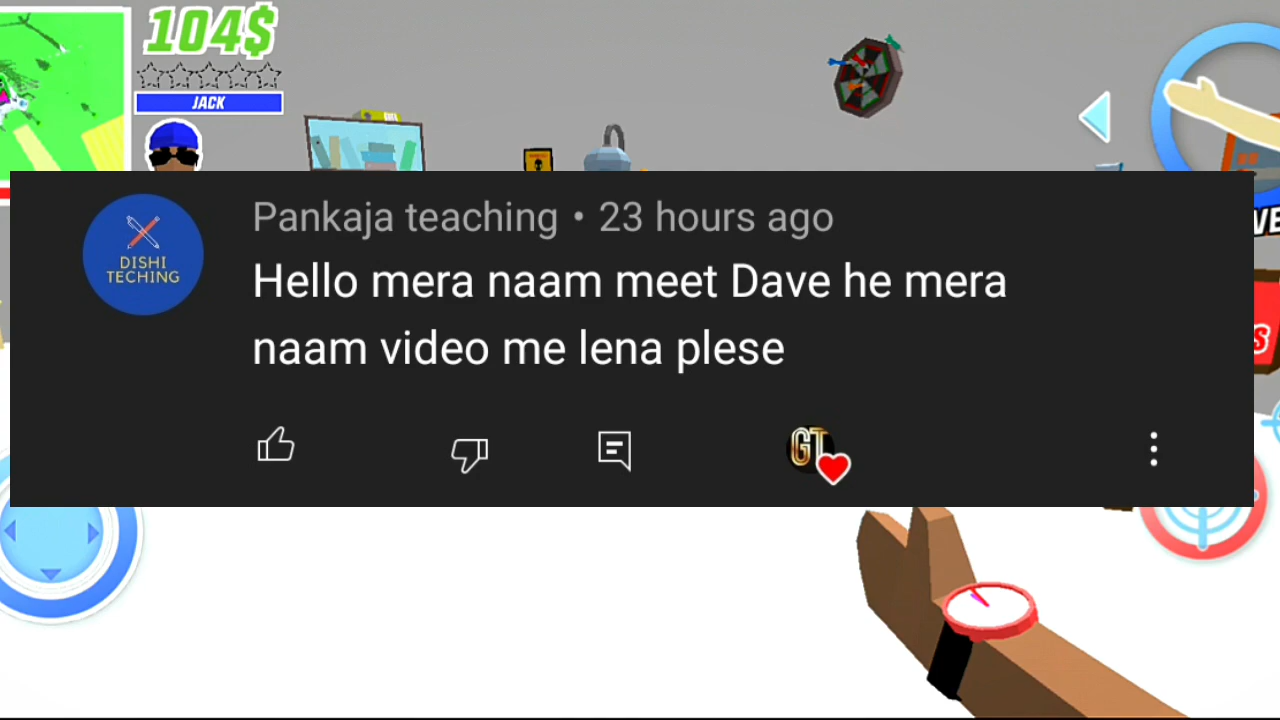 104$
JACK
Pankaja teaching • 23 hours ago
DISHI
TECHING
Hello mera naam meet Dave he mera
naam video me lena plese
GT